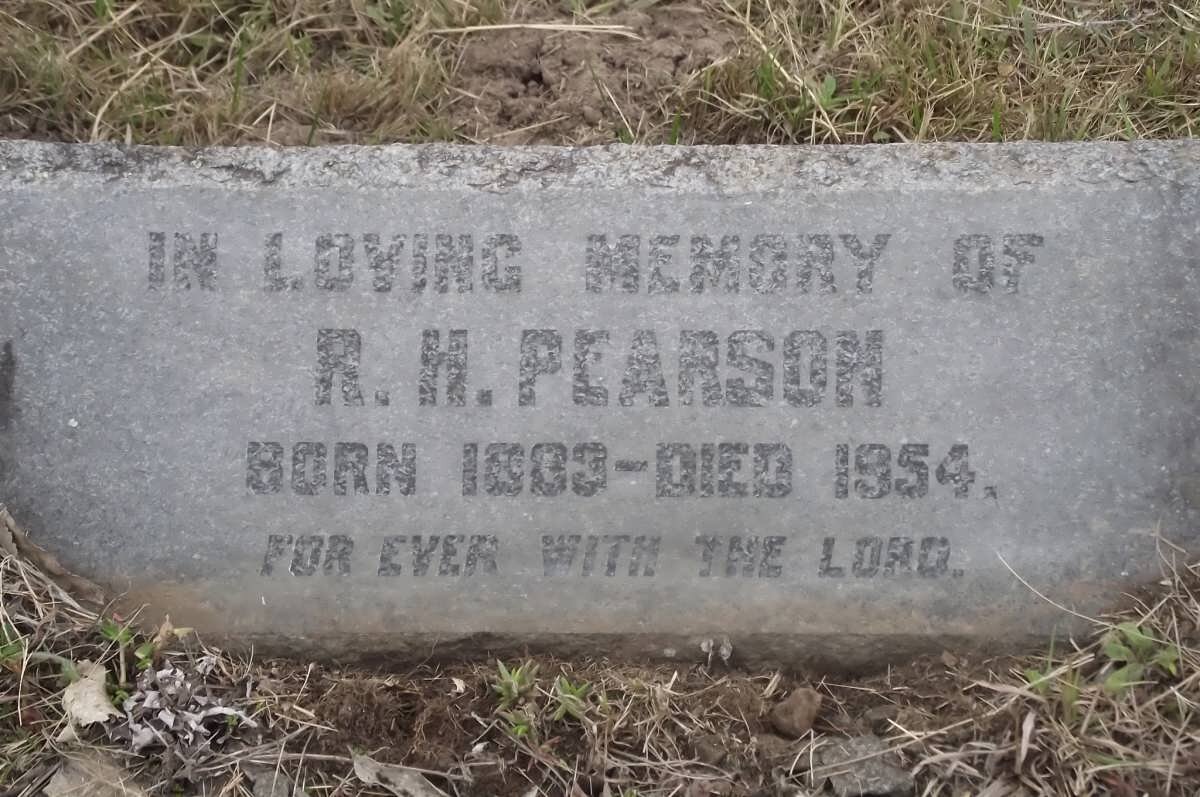 IN LOVING MEMORY OF
R. H. PEARSON
BORN 1883-DIED 1954.
FOR EVER WITH THE LORD.